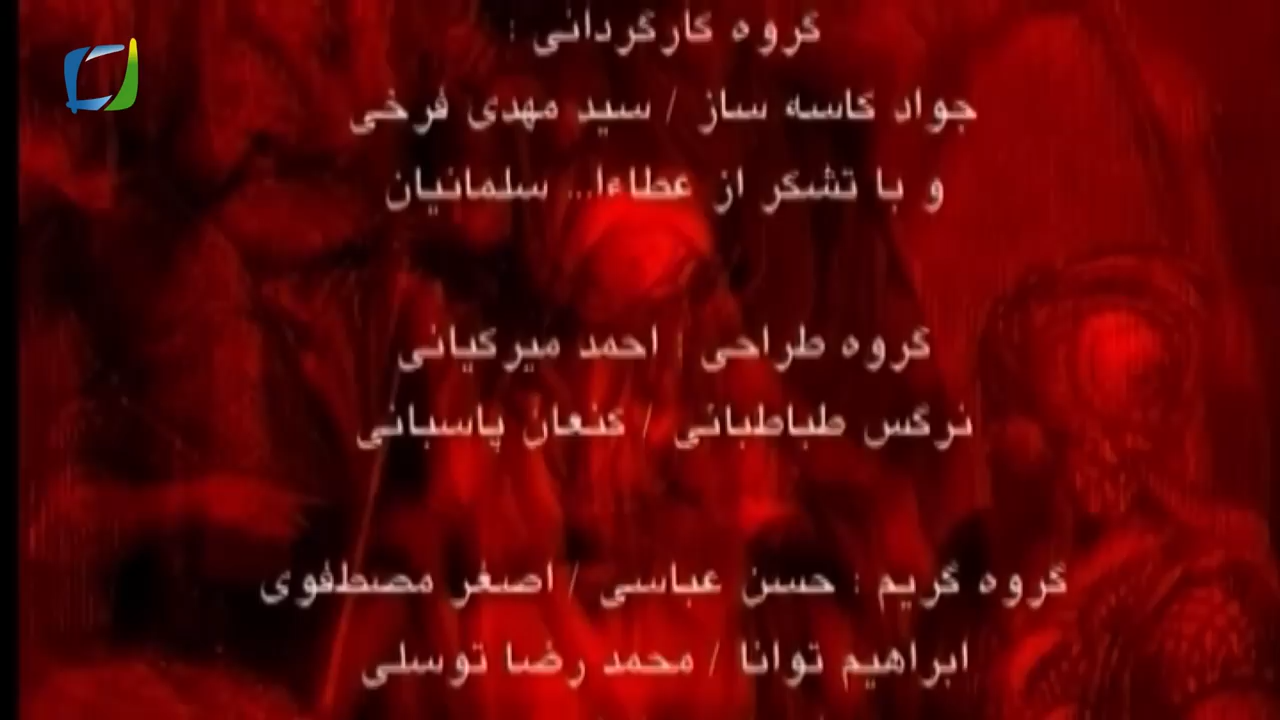 گروه کارگردانی :
جواد کاسه ساز / سید مهدی فرخی
و با تشکر از عطاءا... سلمانیان
گروه طراحی : احمد میرکیانی
نرگس طباطبانی / کنعان پاسبانی
گروه گریم : حسن عباسی / اصغر مصطفوی
ابراهیم توانا / محمد رضا توسلی